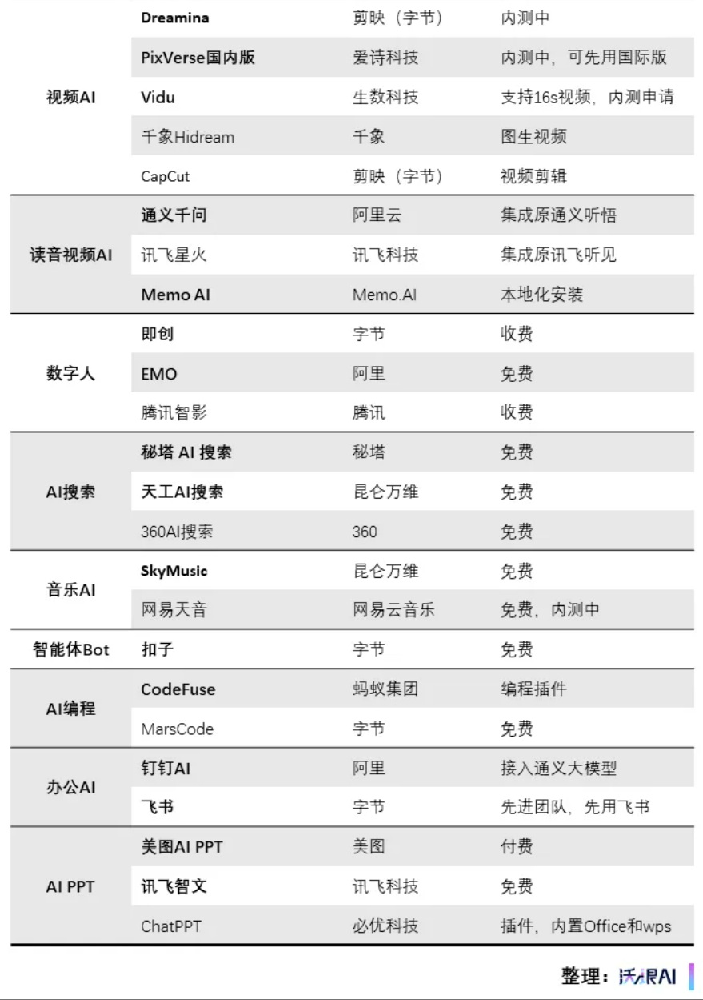 Dreamina 剪映（字节） 内测中
PixVerse国内版 爱诗科技 内测中，可先用国际版
视频AI Vidu 生数科技 支持16s视频，内测申请
千象Hidream 千象 图生视频
CapCut 剪映（字节） 视频剪辑
通义千问 阿里云 集成原通义听悟
读音视频AI 讯飞星火 讯飞科技 集成原讯飞听见
Memo AI Memo.AI 本地化安装
即创 字节 收费
数字人 EMO 阿里 免费
腾讯智影 腾讯 收费
秘塔 AI 搜索 秘塔 免费
AI搜索 天工AI搜索 昆仑万维 免费
360AI搜索 360 免费
SkyMusic 昆仑万维 免费
音乐AI
网易天音 网易云音乐 免费，内测中
智能体Bot 扣子 字节 免费
CodeFuse 蚂蚁集团 编程插件
AI编程
MarsCode 字节 免费
钉钉AI 阿里 接入通义大模型
办公AI
飞书 字节 先进团队，先用飞书
美图AI PPT 美图 付费
AI PPT 讯飞智文 讯飞科技 免费
ChatPPT 必优科技 插件，内置Office和wps
整理：